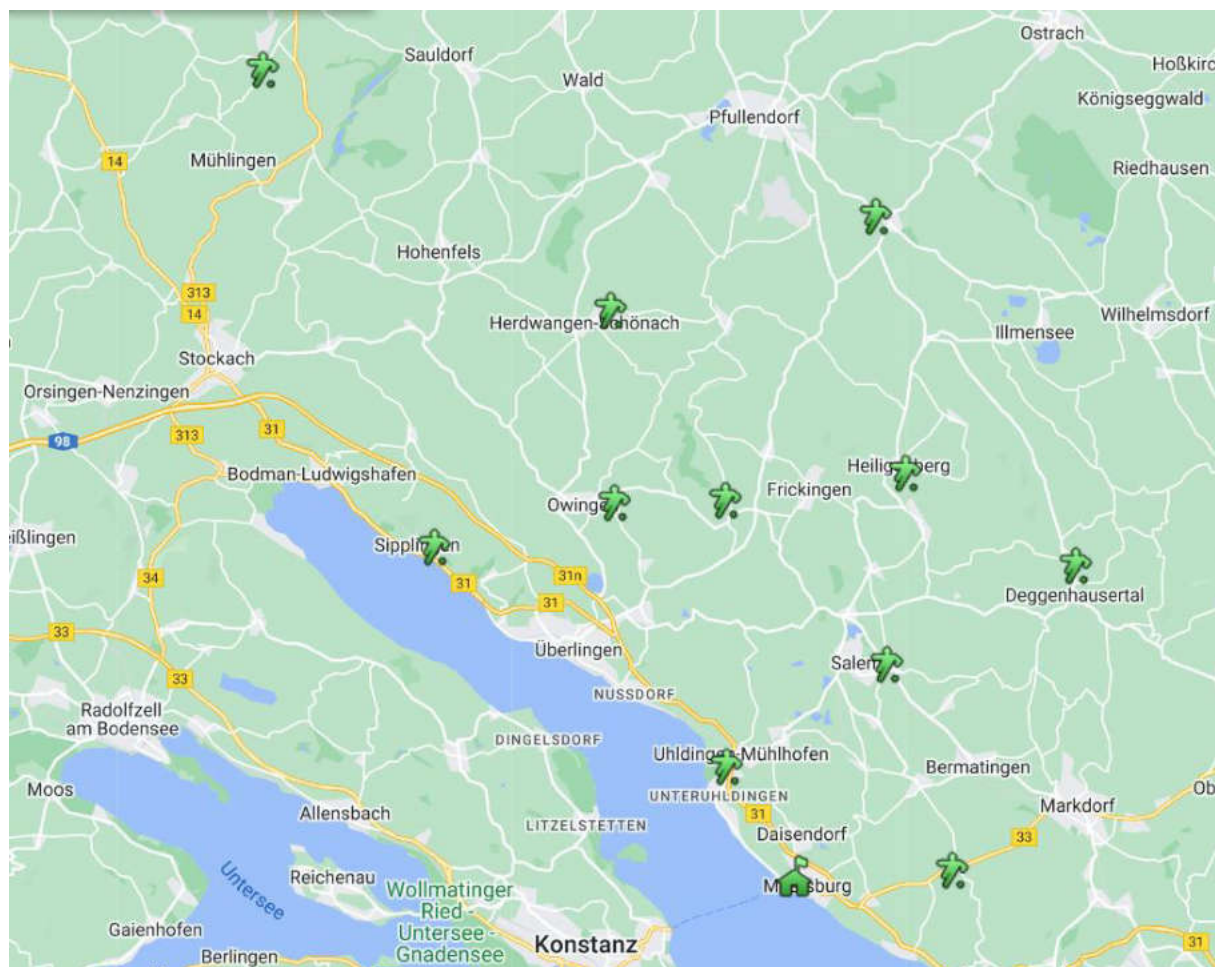 Ostrach
Sauldorf
Hoßkirc
Wald
Königseggwald
Pfullendorf
14
Mühlingen
Riedhausen
Hohenfels
313
14
Wilhelmsdorf
Herdwangen-Schönach
Illmensee
Stockach
Orsingen-Nenzingen
98
313
31
Bodman-Ludwigshafen
Heiligenberg
Frickingen
Owingen
eißlingen
Sipplingen
34
31
31n
31
Deggenhausertal
33
Überlingen
Salem
33
NUSSDORF
Radolfzell
am Bodensee
DINGELSDORF
Uhldingen-Mühlhofen
Bermatingen
Moos
UNTERUHLDINGEN
Ob
Markdorf
Allensbach
31
LITZELSTETTEN
Daisendorf
33
Reichenau
Untersee
Wollmatinger
Ried -
Untersee -
Gnadensee
Meersburg
Gaienhofen
Konstanz
31
Berlingen